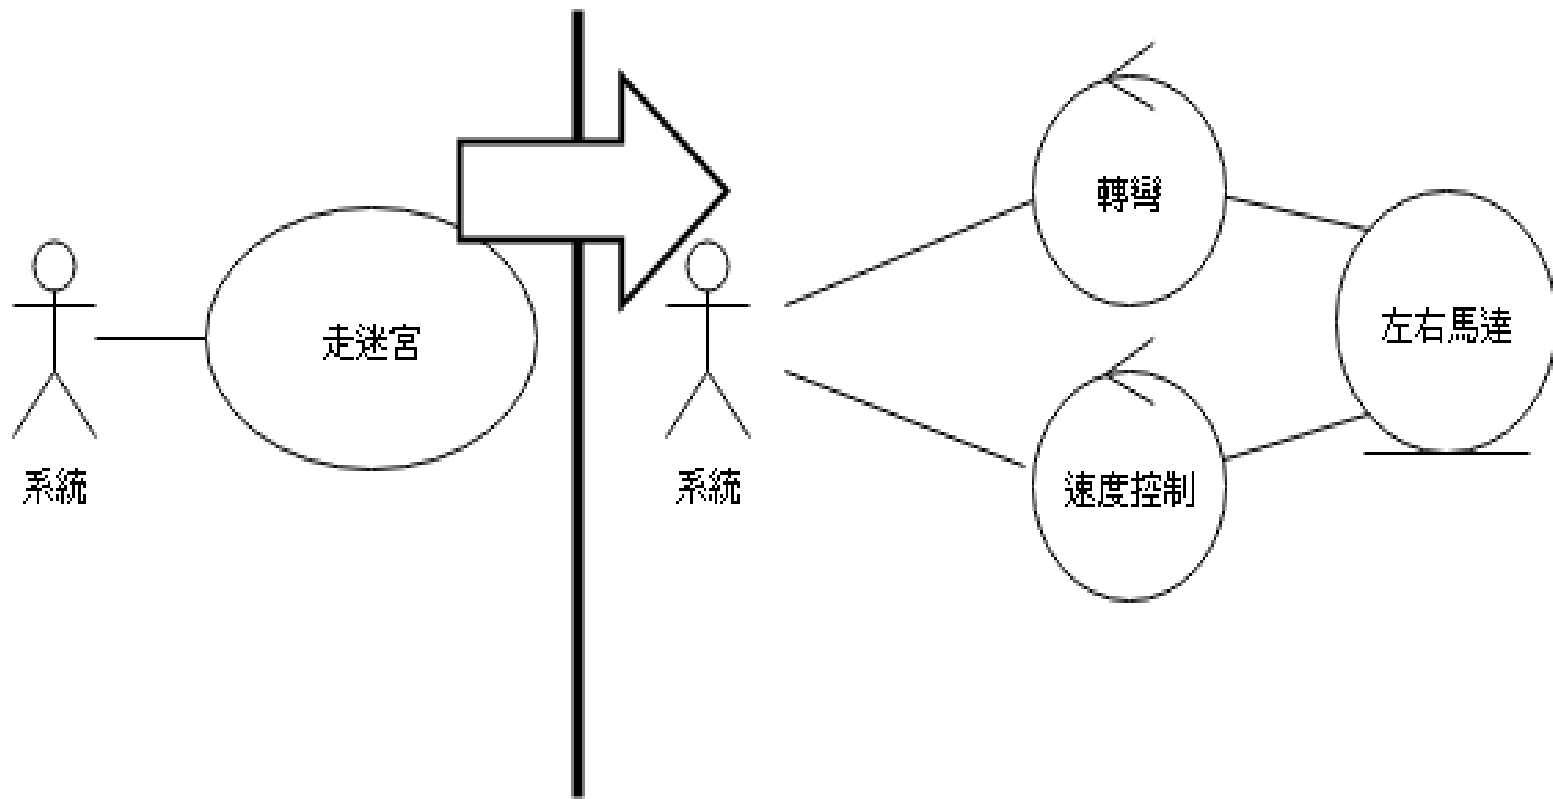 走迷宮
系統
系統
轉彎
速度控制
左右馬達